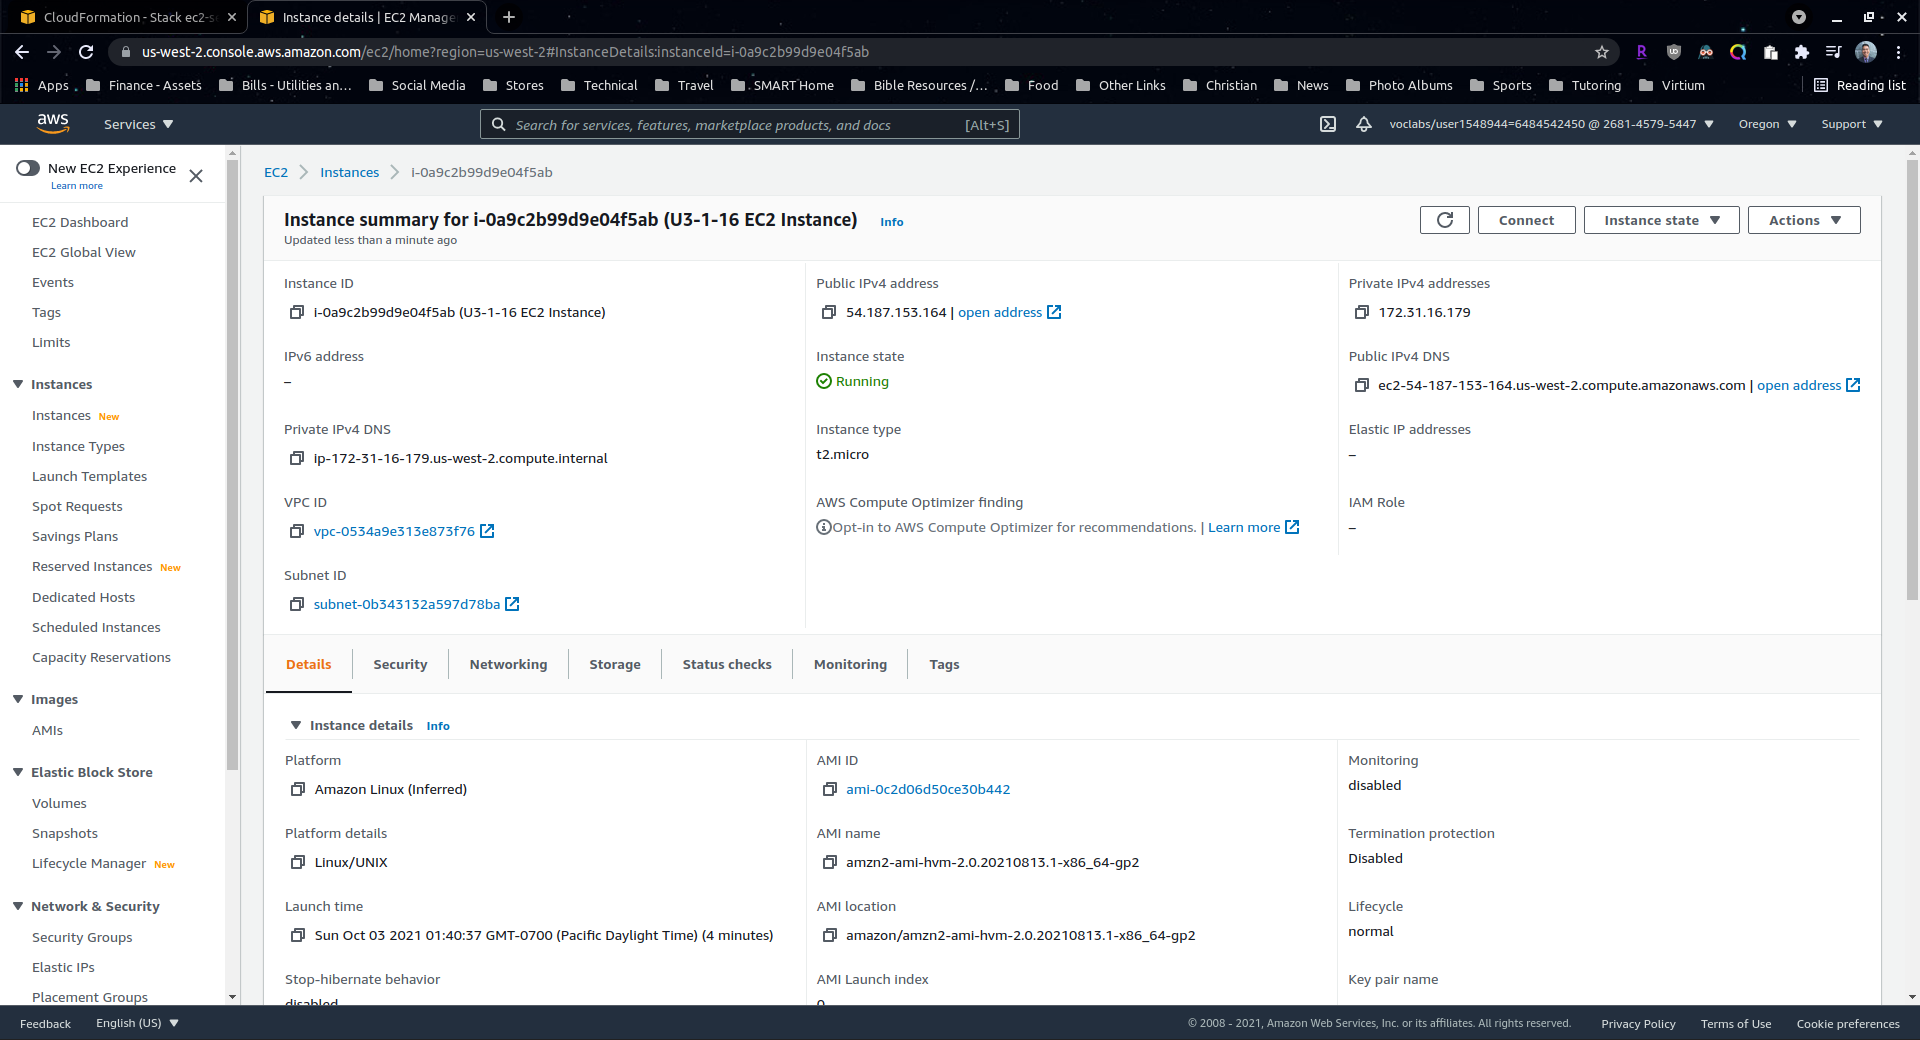 CloudFormation - Stack ec2-s
Instance details | EC2 Manage
us-west-2.console.aws.amazon.com/ec2/home?region=us-west-2#InstanceDetails:instanceId=i-0a9c2b99d9e04f5ab
Apps
Finance - Assets
Bills - Utilities an...
Social Media
Stores
Technical
Travel
SMART Home
Bible Resources /...
Food
Other Links
Christian
News
Photo Albums
Sports
Tutoring
Virtium
Reading list
aws
Services
Search for services, features, marketplace products, and docs
[Alt+S]
voclabs/user1548944=6484542450 @ 2681-4579-5447
Oregon
Support
New EC2 Experience
Learn more
EC2 Dashboard
EC2 Global View
Events
Tags
Limits
Instances
Instances New
Instance Types
Launch Templates
Spot Requests
Savings Plans
Reserved Instances New
Dedicated Hosts
Scheduled Instances
Capacity Reservations
Images
AMIs
Elastic Block Store
Volumes
Snapshots
Lifecycle Manager New
Network & Security
Security Groups
Elastic IPs
Placement Groups
EC2
Instances
i-0a9c2b99d9e04f5ab
Instance summary for i-0a9c2b99d9e04f5ab (U3-1-16 EC2 Instance) Info
Updated less than a minute ago
Connect
Instance state
Actions
Instance ID
i-0a9c2b99d9e04f5ab (U3-1-16 EC2 Instance)
Public IPv4 address
54.187.153.164 | open address
Private IPv4 addresses
172.31.16.179
IPv6 address
–
Instance state
Running
Public IPv4 DNS
ec2-54-187-153-164.us-west-2.compute.amazonaws.com | open address
Private IPv4 DNS
ip-172-31-16-179.us-west-2.compute.internal
Instance type
t2.micro
Elastic IP addresses
–
VPC ID
vpc-0534a9e313e873f76
AWS Compute Optimizer finding
Opt-in to AWS Compute Optimizer for recommendations. | Learn more
IAM Role
–
Subnet ID
subnet-0b343132a597d78ba
Details
Security
Networking
Storage
Status checks
Monitoring
Tags
Instance details Info
Platform
Amazon Linux (Inferred)
AMI ID
ami-0c2d06d50ce30b442
Monitoring
disabled
Platform details
Linux/UNIX
AMI name
amzn2-ami-hvm-2.0.20210813.1-x86_64-gp2
Termination protection
Disabled
Launch time
Sun Oct 03 2021 01:40:37 GMT-0700 (Pacific Daylight Time) (4 minutes)
AMI location
amazon/amzn2-ami-hvm-2.0.20210813.1-x86_64-gp2
Lifecycle
normal
Stop-hibernate behavior
disabled
AMI Launch index
0
Key pair name
Feedback
English (US)
© 2008 - 2021, Amazon Web Services, Inc. or its affiliates. All rights reserved.
Privacy Policy
Terms of Use
Cookie preferences